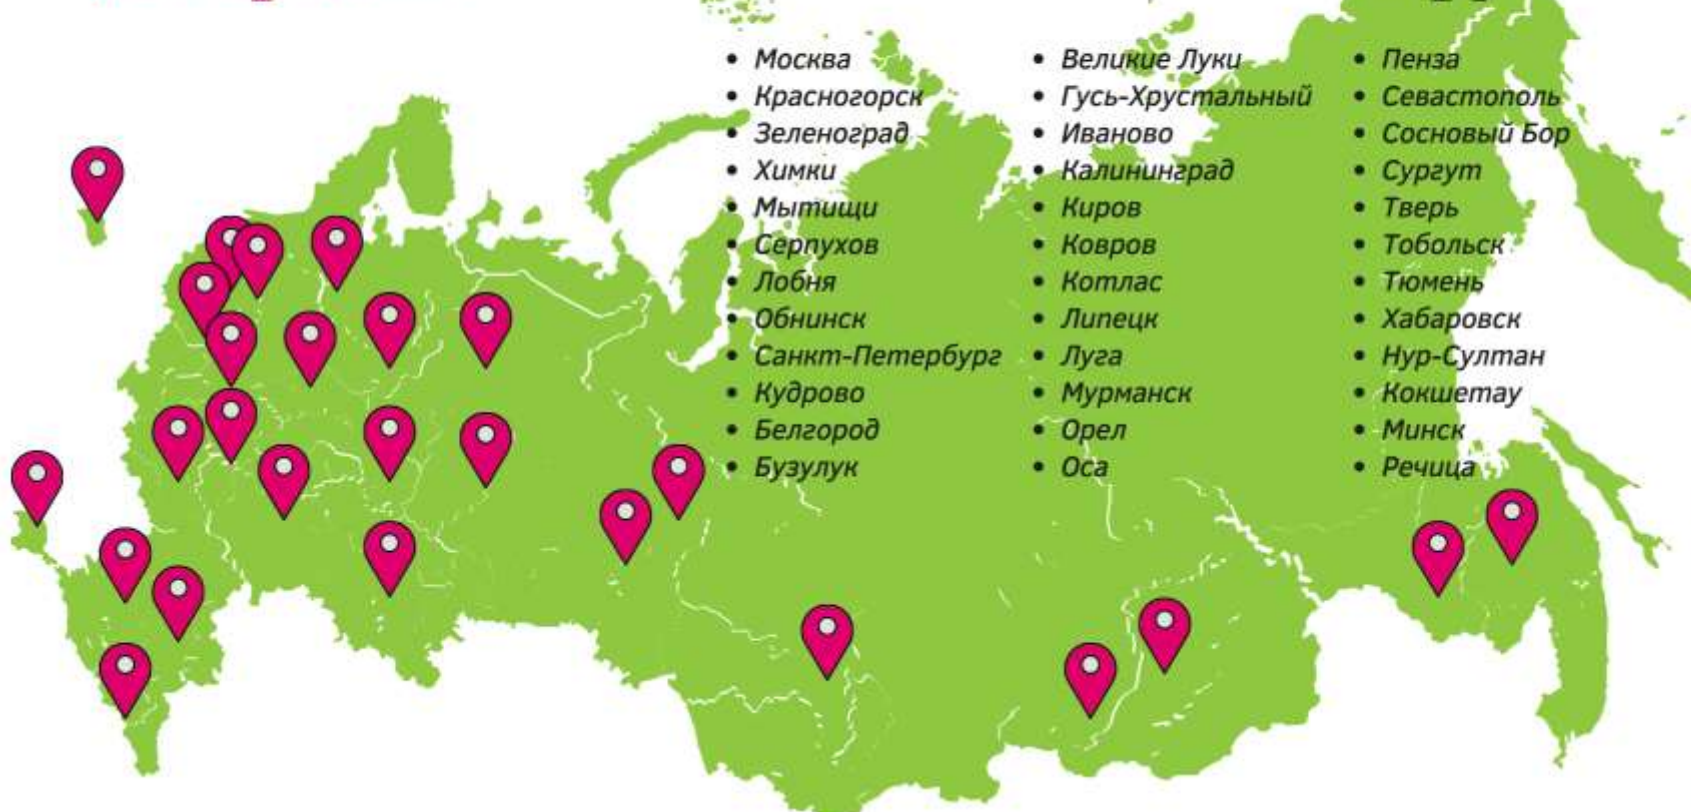 • Москва
• Красногорск
• Зеленоград
• Химки
• Мытищи
• Серпухов
• Лобня
• Обнинск
• Санкт-Петербург
• Кудрово
• Белгород
• Бузулук
• Великие Луки
• Гусь-Хрустальный
• Иваново
• Калининград
• Киров
• Ковров
• Котлас
• Липецк
• Луга
• Мурманск
• Орел
• Оса
• Пенза
• Севастополь
• Сосновый Бор
• Сургут
• Тверь
• Тобольск
• Тюмень
• Хабаровск
• Нур-Султан
• Кокшетау
• Минск
• Речица